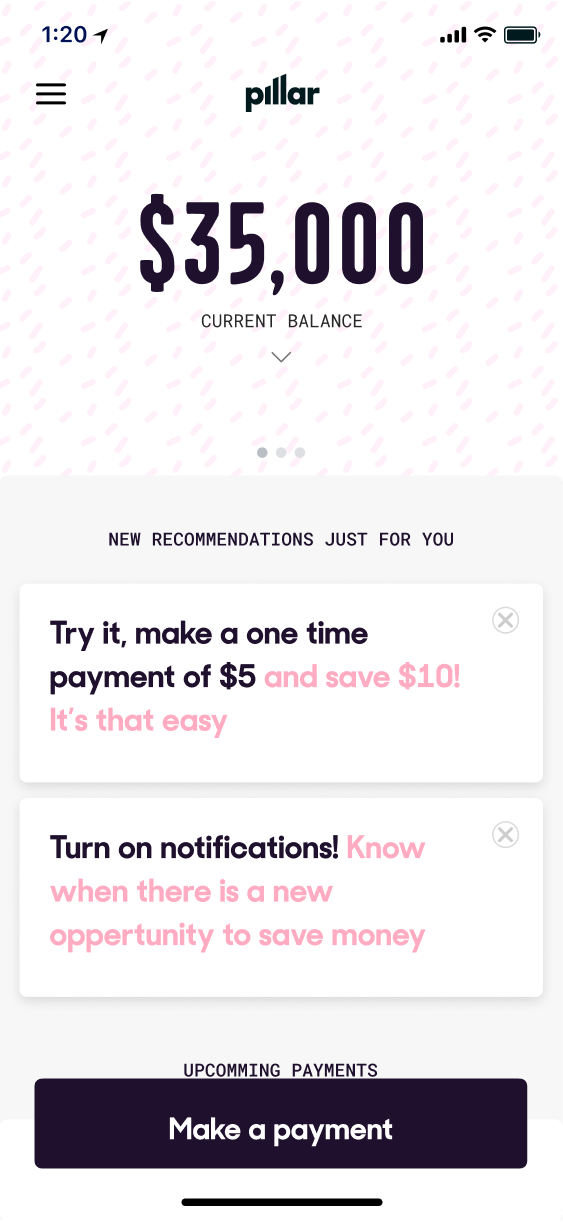 1:20
pillar
$35,000
CURRENT BALANCE
NEW RECOMMENDATIONS JUST FOR YOU
Try it, make a one time
payment of $5 and save $10!
It's that easy
Turn on notifications! Know
when there is a new
oppertunity to save money
UPCOMMING PAYMENTS
Make a payment